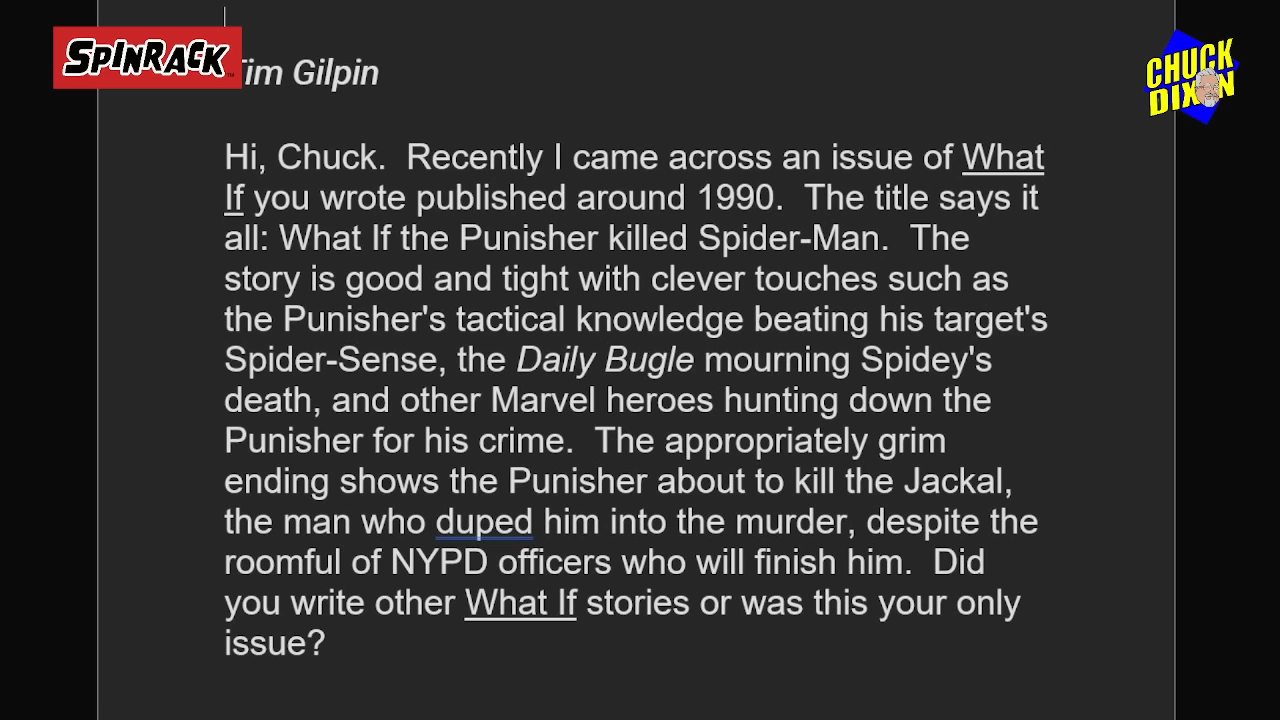 SPINRACK™
Tim Gilpin
CHUCK
DIXON
Hi, Chuck.  Recently I came across an issue of What
If you wrote published around 1990.  The title says it
all: What If the Punisher killed Spider-Man.  The
story is good and tight with clever touches such as
the Punisher's tactical knowledge beating his target's
Spider-Sense, the Daily Bugle mourning Spidey's
death, and other Marvel heroes hunting down the
Punisher for his crime.  The appropriately grim
ending shows the Punisher about to kill the Jackal,
the man who duped him into the murder, despite the
roomful of NYPD officers who will finish him.  Did
you write other What If stories or was this your only
issue?